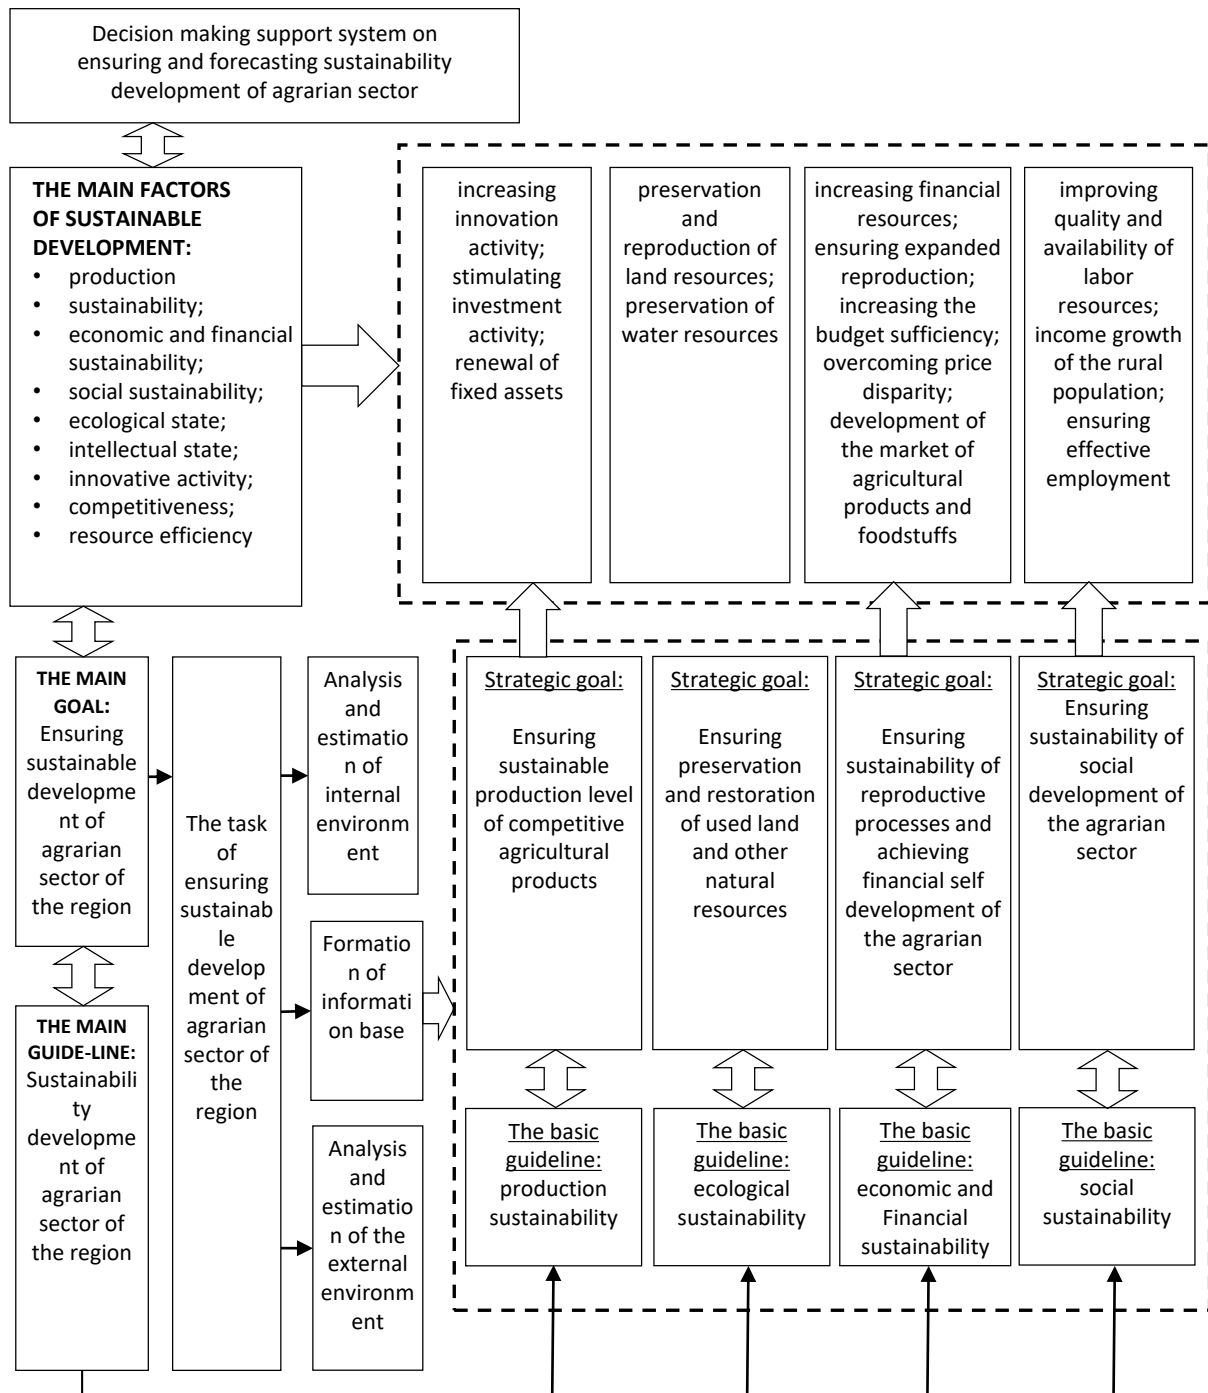 Decision making support system on
ensuring and forecasting sustainability
development of agrarian sector
THE MAIN FACTORS
OF SUSTAINABLE
DEVELOPMENT:
• production
• sustainability;
• economic and financial
sustainability;
• social sustainability;
• ecological state;
• intellectual state;
• innovative activity;
• competitiveness;
• resource efficiency
increasing
innovation
activity;
stimulating
investment
activity;
renewal of
fixed assets
preservation
and
reproduction of
land resources;
preservation of
water resources
increasing financial
resources;
ensuring expanded
reproduction;
increasing the
budget sufficiency;
overcoming price
disparity;
development of
the market of
agricultural
products and
foodstuffs
improving
quality and
availability of
labor
resources;
income growth
of the rural
population;
ensuring
effective
employment
THE MAIN
GOAL:
Ensuring
sustainable
developme
nt of
agrarian
sector of
the region
The task
of
ensuring
sustainab
le
develop
ment of
agrarian
sector of
the
region
Analysis
and
estimatio
n of
internal
environm
ent
Formatio
n of
informati
on base
Analysis
and
estimatio
n of the
external
environm
ent
Strategic goal:
Ensuring
sustainable
production level
of competitive
agricultural
products
Strategic goal:
Ensuring
preservation
and restoration
of used land
and other
natural
resources
Strategic goal:
Ensuring
sustainability of
reproductive
processes and
achieving
financial self
development of
the agrarian
sector
Strategic goal:
Ensuring
sustainability of
social
development of
the agrarian
sector
THE MAIN
GUIDE-LINE:
Sustainabili
ty
developme
nt of
agrarian
sector of
the region
The basic
guideline:
production
sustainability
The basic
guideline:
ecological
sustainability
The basic
guideline:
economic and
Financial
sustainability
The basic
guideline:
social
sustainability